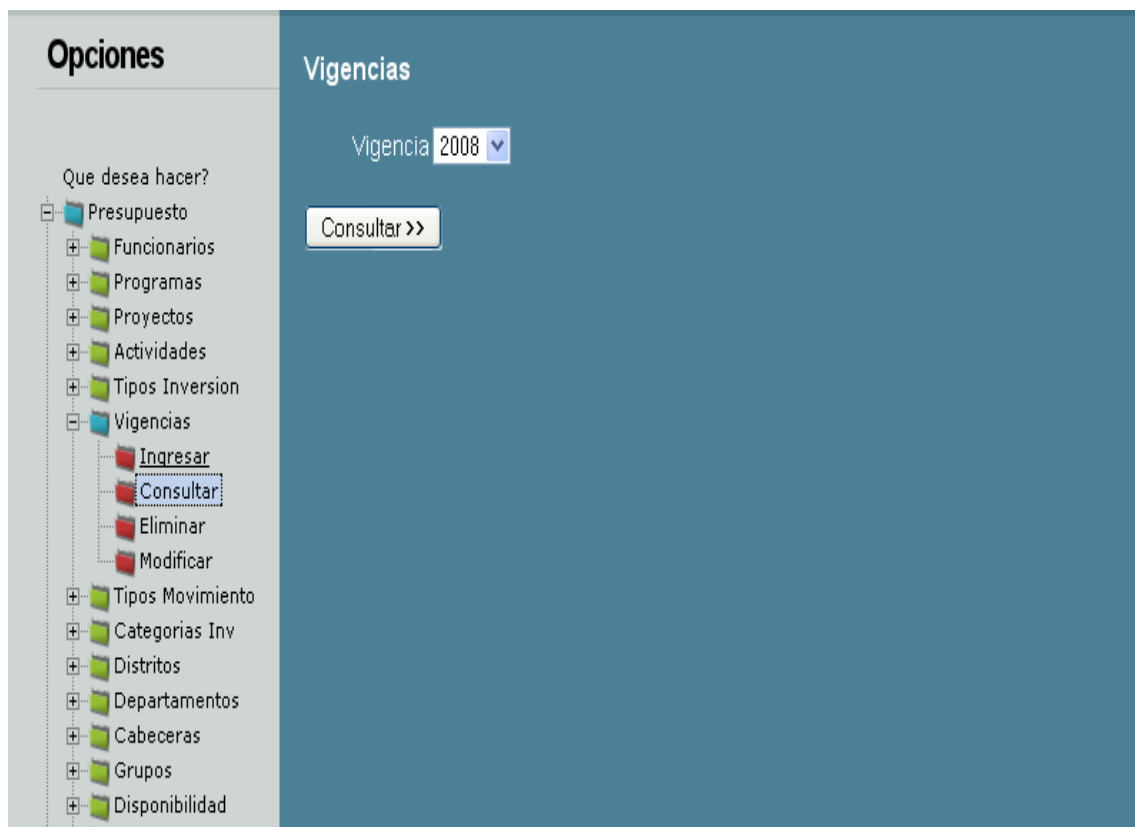 Opciones
Que desea hacer?
Presupuesto
Funcionarios
Programas
Proyectos
Actividades
Tipos Inversion
Vigencias
Ingresar
Consultar
Eliminar
Modificar
Tipos Movimiento
Categorias Inv
Distritos
Departamentos
Cabeceras
Grupos
Disponibilidad
Vigencias
Vigencia 2008
Consultar >>